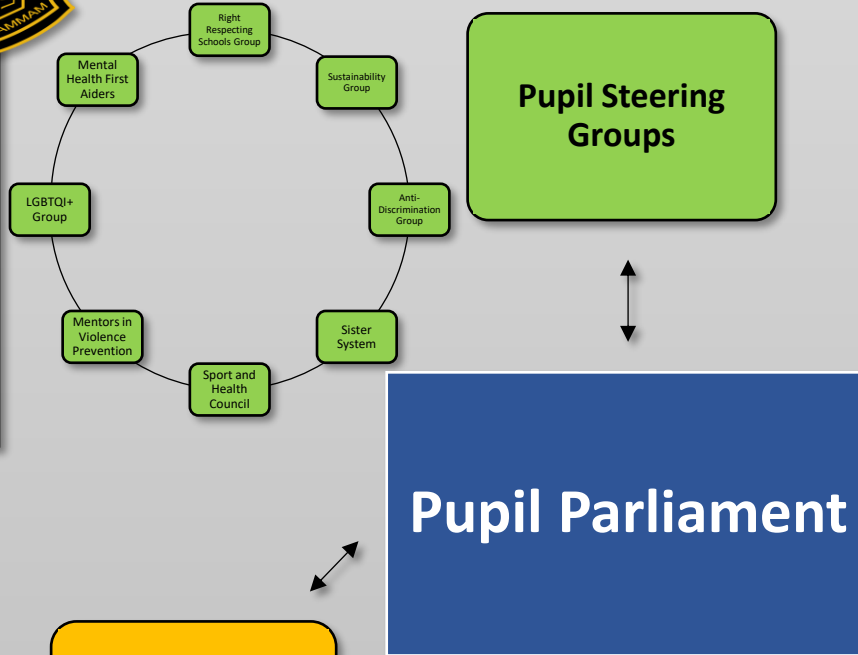 AMMAM
Right
Respecting
Schools Group
Mental
Health First
Aiders
Sustainability
Group
Pupil Steering
Groups
LGBTQI+
Group
Anti-
Discrimination
Group
Mentors in
Violence
Prevention
Sister
System
Sport and
Health
Council
Pupil Parliament